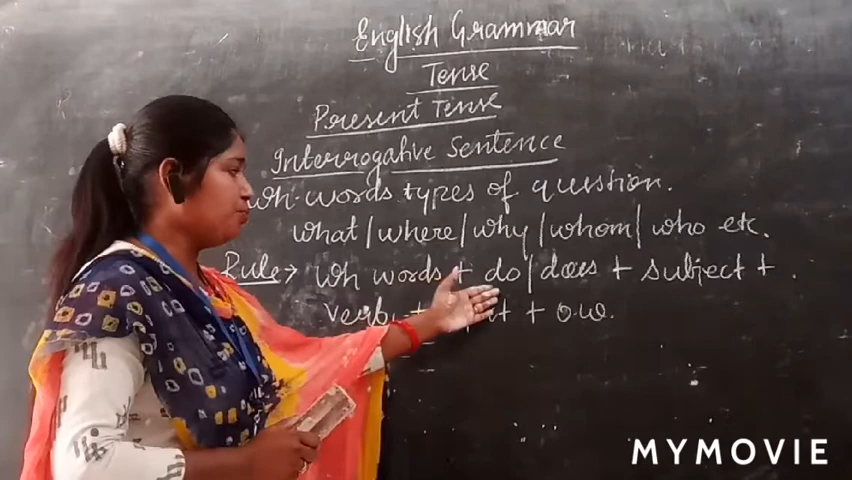 English Grammar
Tense
Present Tense
Interrogative Sentence
Wh-words types of question.
what/where/why/whom/who etc.
Rule → Wh words + do/does + subject +
Verb + + o.w.
MYMOVIE